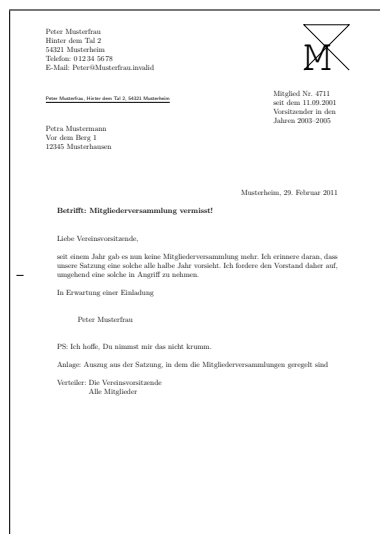 Peter Musterfrau
Hinter dem Tal 2
54321 Musterheim
Telefon: 0 12 34 56 78
E-Mail: Peter@Musterfrau.invalid
M
Peter Musterfrau, Hinter dem Tal 2, 54321 Musterheim
Mitglied Nr. 4711
seit dem 11.09.2001
Vorsitzender in den
Jahren 2003–2005
Petra Mustermann
Vor dem Berg 1
12345 Musterhausen
Musterheim, 29. Februar 2011
Betrifft: Mitgliederversammlung vermisst!
Liebe Vereinsvorsitzende,
seit einem Jahr gab es nun keine Mitgliederversammlung mehr. Ich erinnere daran, dass
unsere Satzung eine solche alle halbe Jahr vorsieht. Ich fordere den Vorstand daher auf,
umgehend eine solche in Angriff zu nehmen.
In Erwartung einer Einladung
Peter Musterfrau
PS: Ich hoffe, Du nimmst mir das nicht krumm.
Anlage: Auszug aus der Satzung, in dem die Mitgliederversammlungen geregelt sind
Verteiler: Die Vereinsvorsitzende
Alle Mitglieder